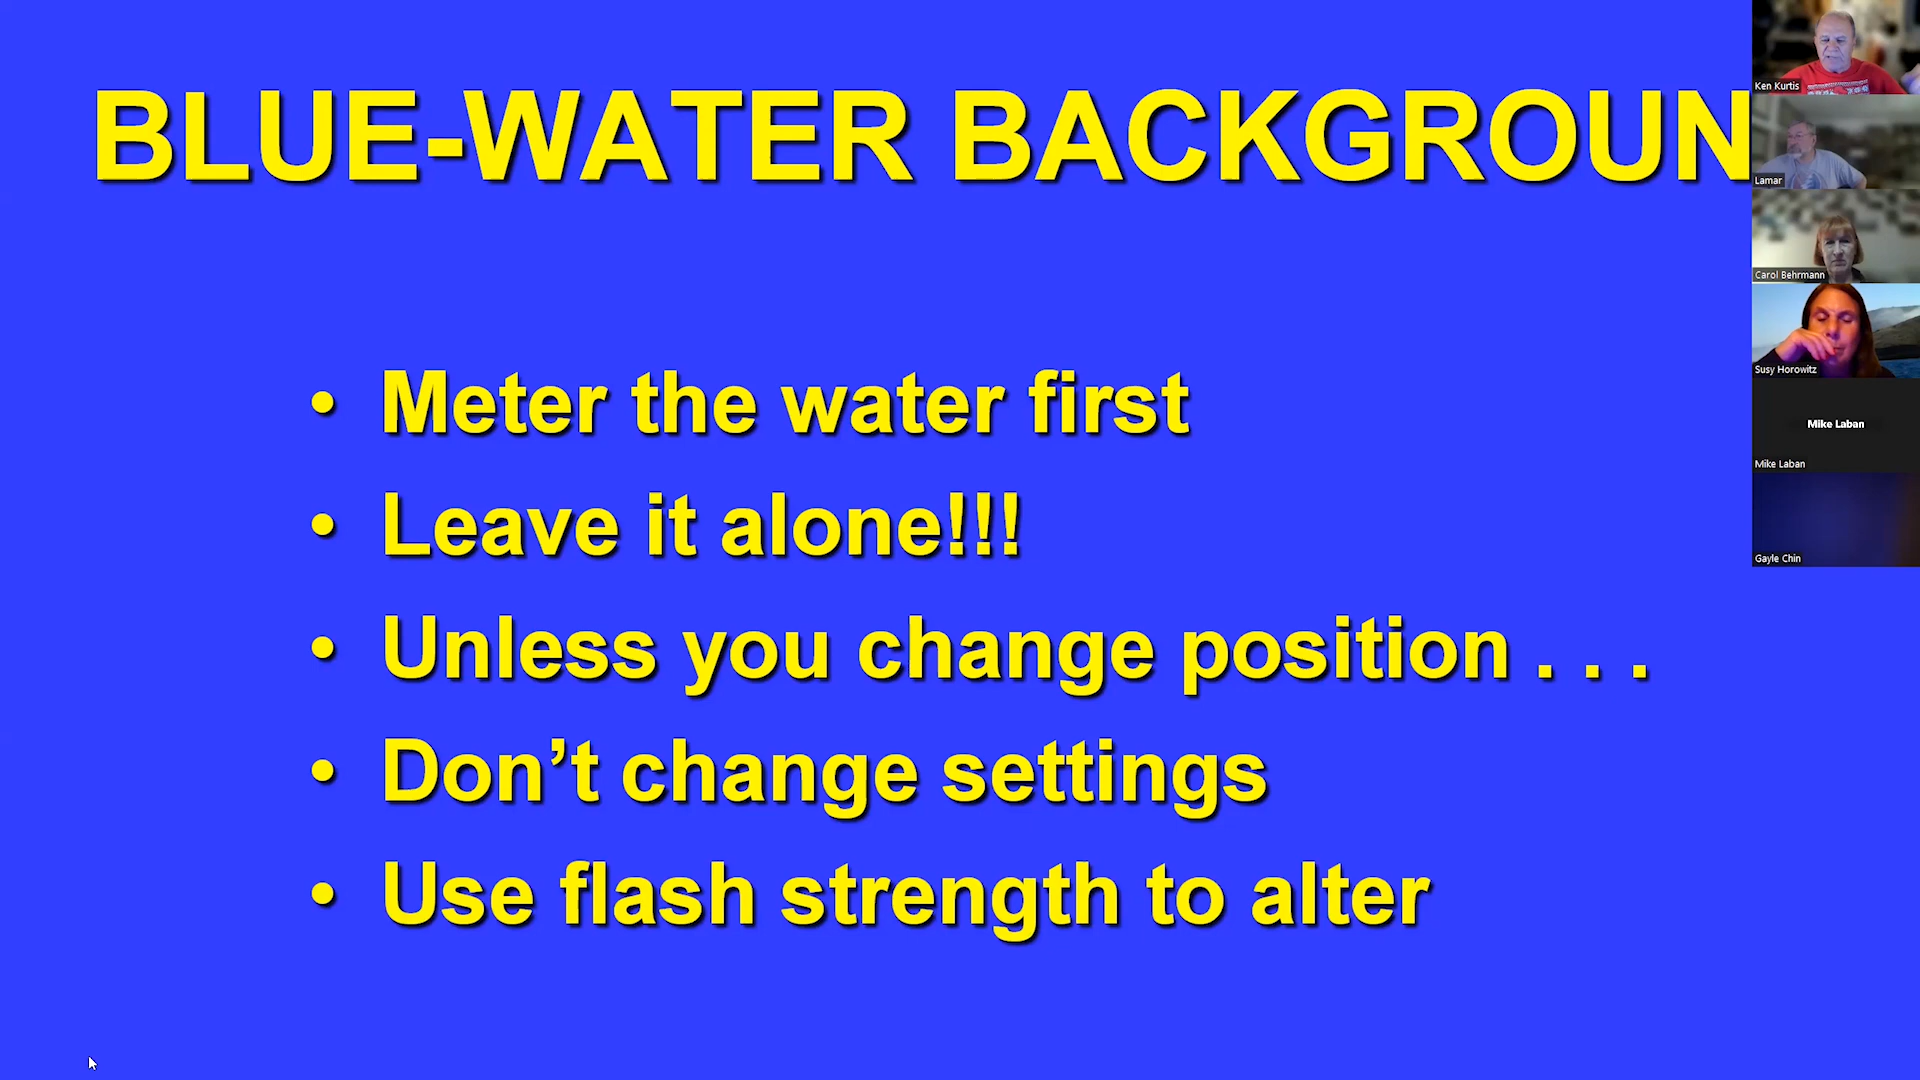 BLUE-WATER BACKGROUN
• Meter the water first
• Leave it alone!!!
• Unless you change position . . .
• Don’t change settings
• Use flash strength to alter
Ken Kurtis
Lamar
Carol Behrmann
Susy Horowitz
Mike Laban
Mike Laban
Gayle Chin